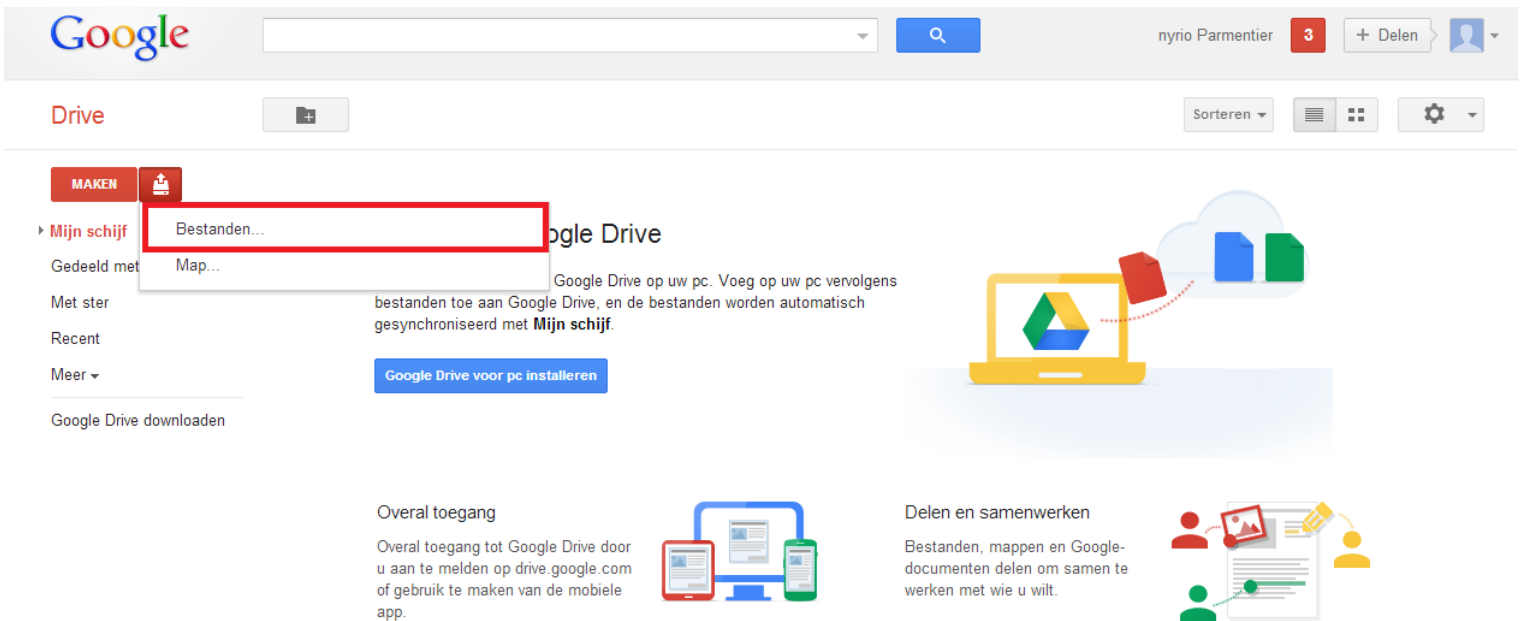 Google
nyrio Parmentier 3 + Delen
Drive
Sorteren
MAKEN
Mijn schijf
Bestanden...
Gedeeld met
Map...
Met ster
Recent
Meer
Google Drive downloaden
ogle Drive
Google Drive op uw pc. Voeg op uw pc vervolgens
bestanden toe aan Google Drive, en de bestanden worden automatisch
gesynchroniseerd met Mijn schijf.
Google Drive voor pc installeren
Overal toegang
Overal toegang tot Google Drive door
u aan te melden op drive.google.com
of gebruik te maken van de mobiele
app.
Delen en samenwerken
Bestanden, mappen en Google-
documenten delen om samen te
werken met wie u wilt.